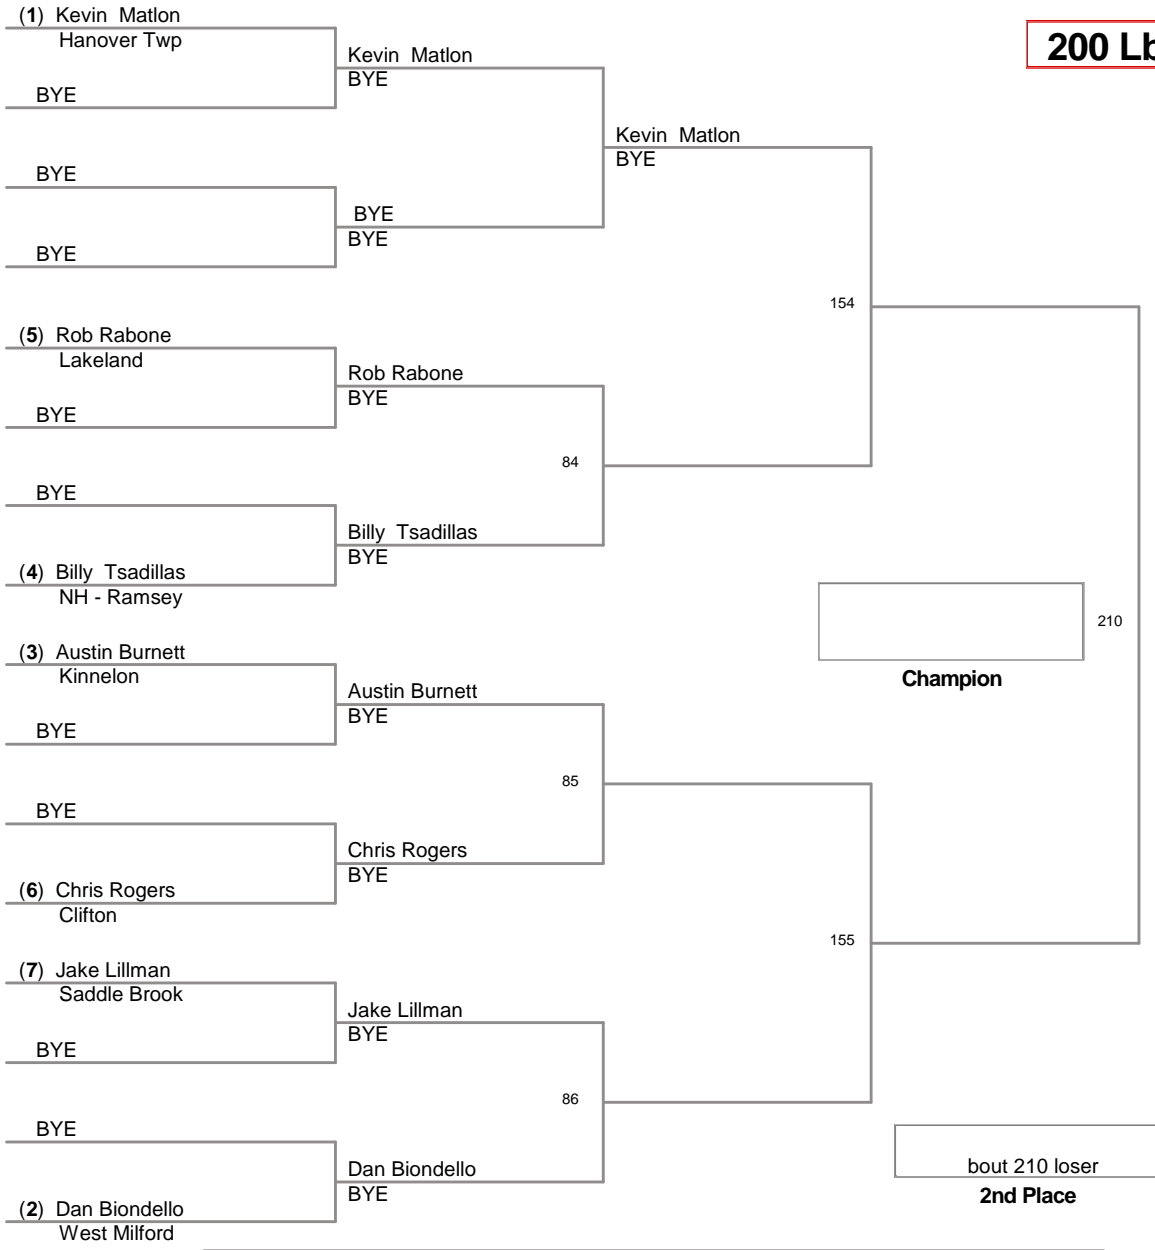 (1) Kevin Matlon
Hanover Twp
200 Lb
Kevin Matlon
BYE
BYE
Kevin Matlon
BYE
BYE
BYE
BYE
BYE
154
(5) Rob Rabone
Lakeland
Rob Rabone
BYE
BYE
84
BYE
Billy Tsadillas
BYE
(4) Billy Tsadillas
NH - Ramsey
210
(3) Austin Burnett
Kinnelon
Champion
Austin Burnett
BYE
BYE
85
BYE
Chris Rogers
BYE
(6) Chris Rogers
Clifton
155
(7) Jake Lillman
Saddle Brook
Jake Lillman
BYE
BYE
86
BYE
Dan Biondello
BYE
bout 210 loser
2nd Place
(2) Dan Biondello
West Milford